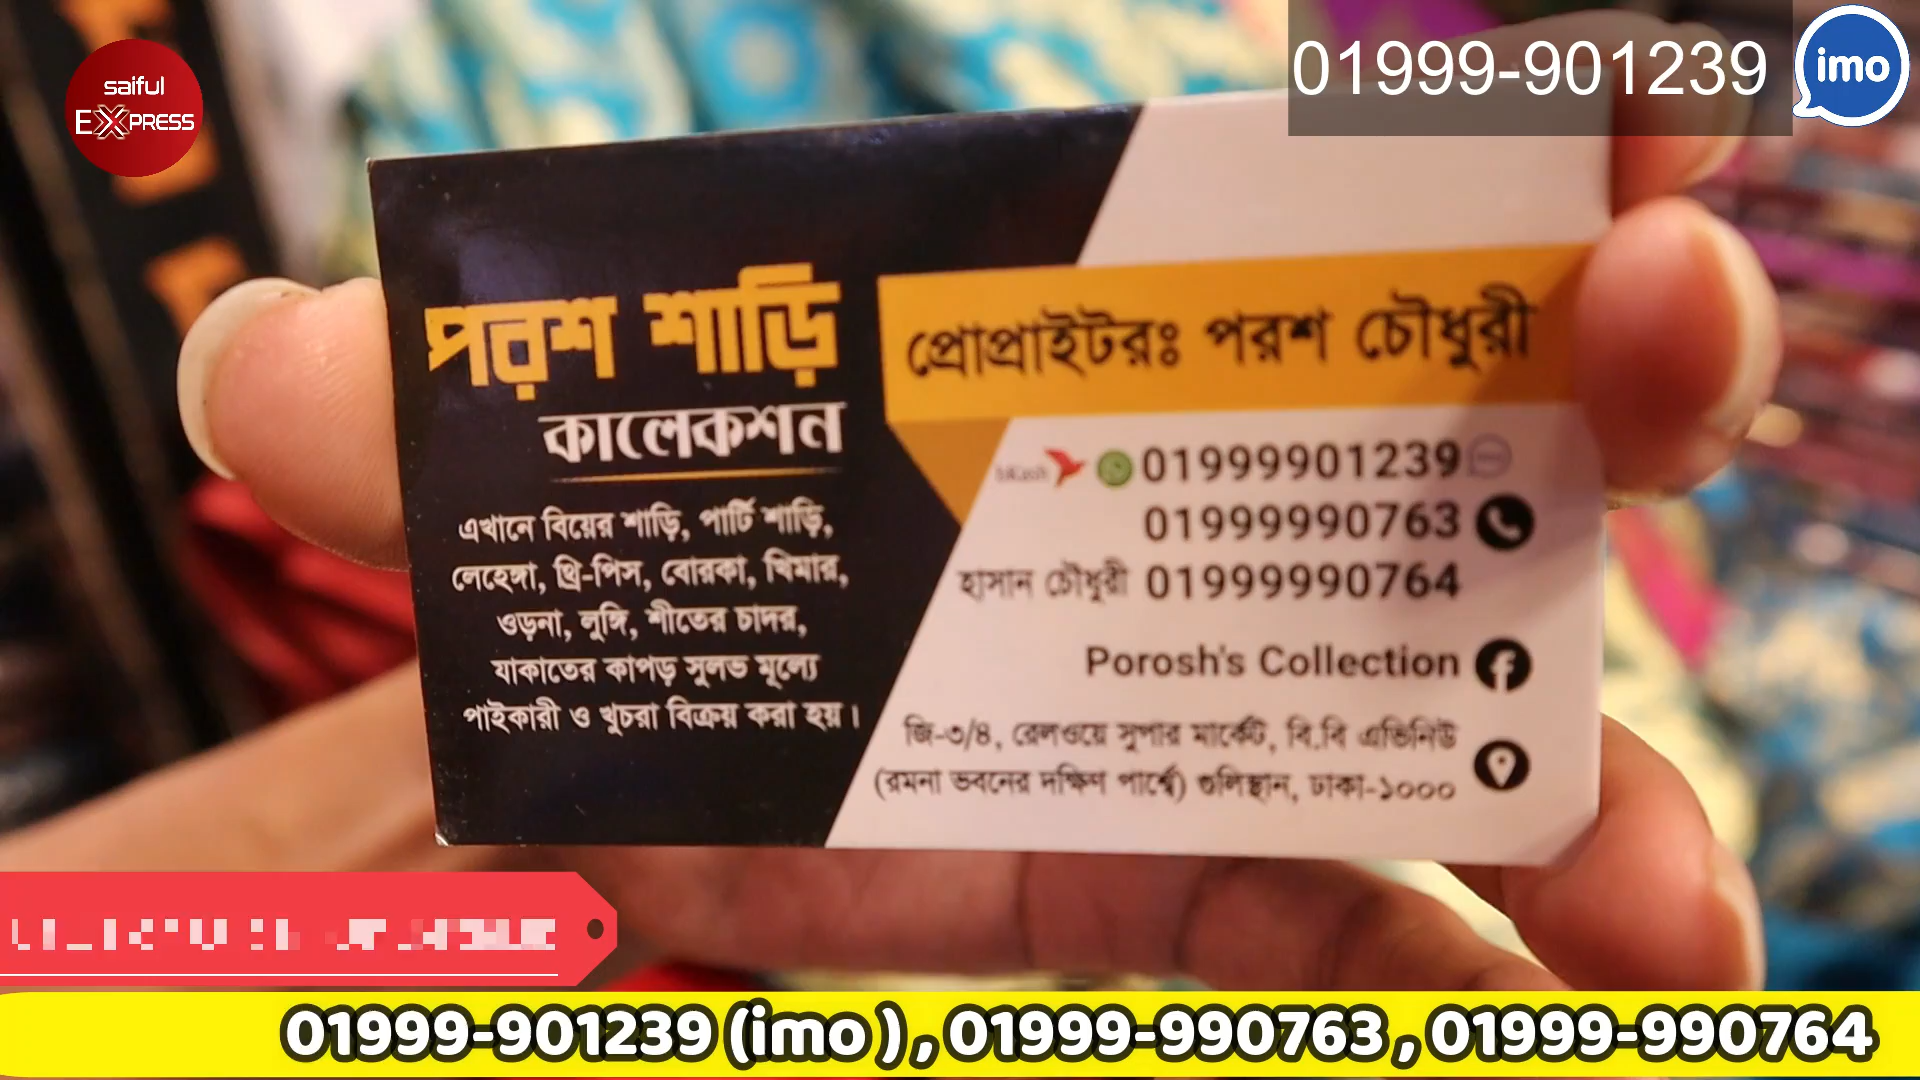 saiful
EXPRESS
01999-901239
imo
পরশ শাড়ি
কালেকশন
এখানে বিয়ের শাড়ি, পার্টি শাড়ি,
লেহেঙ্গা, থ্রি-পিস, বোরকা, খিমার,
ওড়না, লুঙ্গি, শীতের চাদর,
যাকাতের কাপড় সুলভ মূল্যে
পাইকারী ও খুচরা বিক্রয় করা হয়।
প্রোপ্রাইটরঃ পরশ চৌধুরী
bKash 01999901239
01999990763
হাসান চৌধুরী 01999990764
Porosh's Collection
জি-৩/৪, রেলওয়ে সুপার মার্কেট, বি.বি এভিনিউ
(রমনা ভবনের দক্ষিণ পার্শ্বে) গুলিস্থান, ঢাকা-১০০০
01999-901239 (imo), 01999-990763, 01999-990764